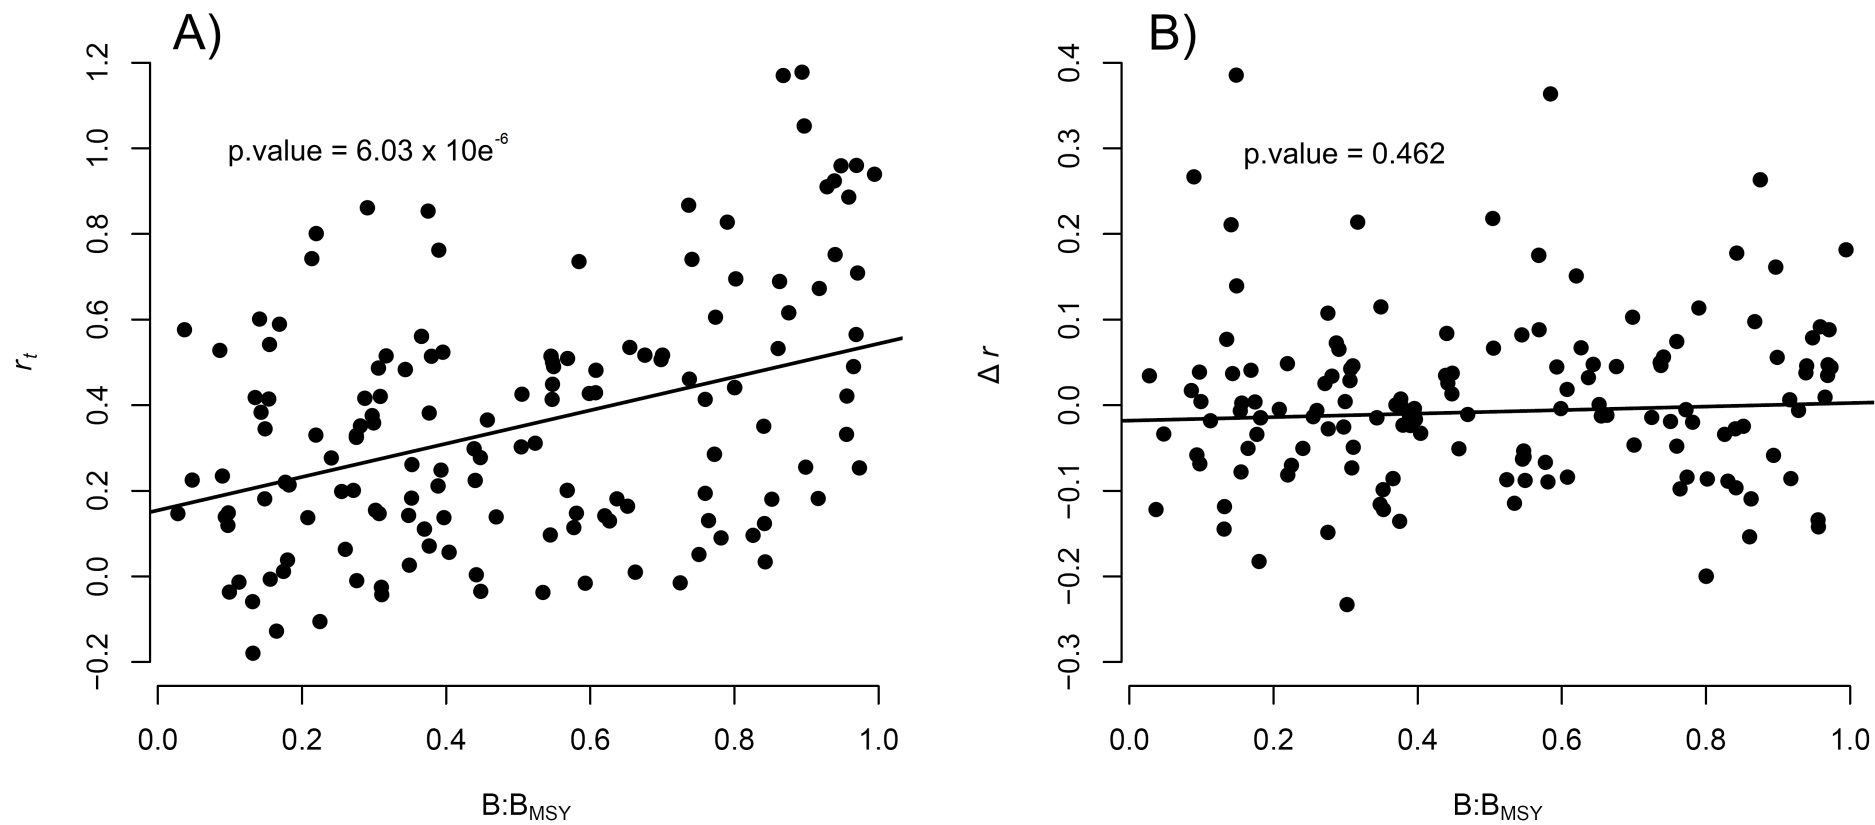 A)
p.value = 6.03 x 10e⁻⁶
r_t
1.2
1.0
0.8
0.6
0.4
0.2
0.0
−0.2
0.0 0.2 0.4 0.6 0.8 1.0
B:B_MSY
B)
p.value = 0.462
Δ r
0.4
0.3
0.2
0.1
0.0
−0.1
−0.2
−0.3
0.0 0.2 0.4 0.6 0.8 1.0
B:B_MSY